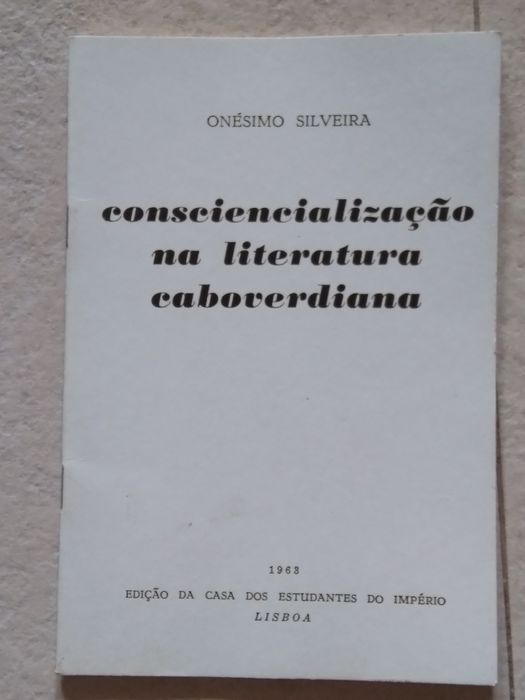 ONÉSIMO SILVEIRA
consciencialização
na literatura
caboverdiana
1963
EDIÇÃO DA CASA DOS ESTUDANTES DO IMPÉRIO
LISBOA